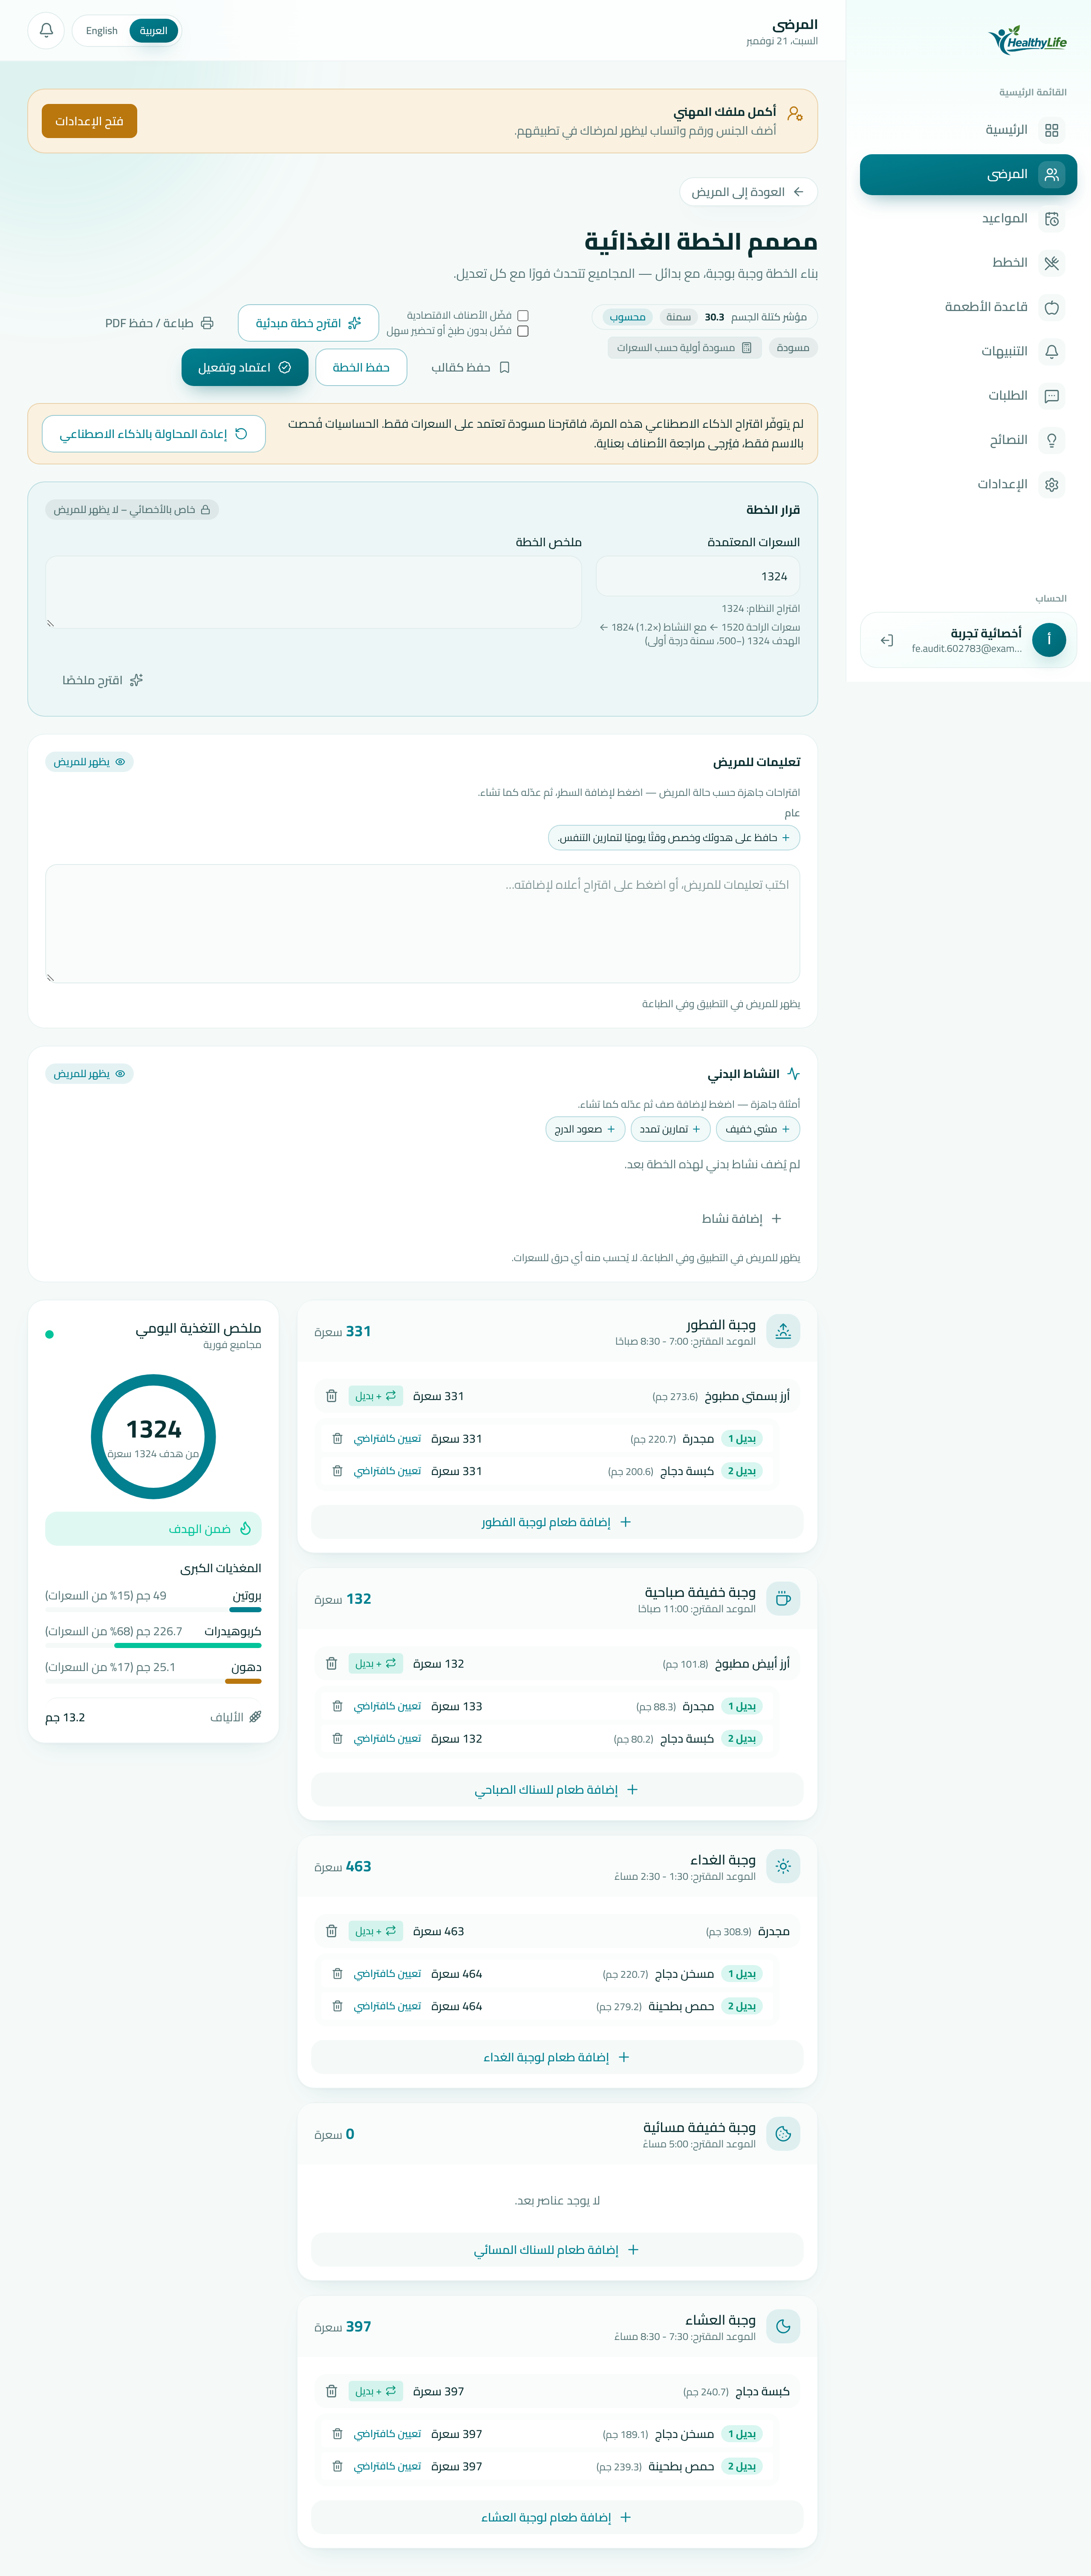 HealthyLife
القائمة الرئيسية
الرئيسية
المرضى
المواعيد
الخطط
قاعدة الأطعمة
التنبيهات
الطلبات
النصائح
الإعدادات
الحساب
أ
أخصائية تجربة
fe.audit.602783@exam...
المرضى
السبت، 21 نوفمبر
العربية
English
أكمل ملفك المهني
أضف الجنس ورقم واتساب ليظهر لمرضاك في تطبيقهم.
فتح الإعدادات
العودة إلى المريض
مصمم الخطة الغذائية
بناء الخطة وجبة بوجبة، مع بدائل — المجاميع تتحدث فورًا مع كل تعديل.
مؤشر كتلة الجسم 30.3 سمنة محسوب
مسودة
مسودة أولية حسب السعرات
فضّل الأصناف الاقتصادية
فضّل بدون طبخ أو تحضير سهل
اقترح خطة مبدئية
طباعة / حفظ PDF
حفظ كقالب
حفظ الخطة
اعتماد وتفعيل
لم يتوفّر اقتراح الذكاء الاصطناعي هذه المرة، فاقترحنا مسودة تعتمد على السعرات فقط. الحساسيات فُحصت
بالاسم فقط، فيُرجى مراجعة الأصناف بعناية.
إعادة المحاولة بالذكاء الاصطناعي
قرار الخطة
خاص بالأخصائي – لا يظهر للمريض
السعرات المعتمدة
1324
اقتراح النظام: 1324
سعرات الراحة 1520 ← مع النشاط (×1.2) 1824 ←
الهدف 1324 (−500، سمنة درجة أولى)
ملخص الخطة
اقترح ملخصًا
تعليمات للمريض
يظهر للمريض
اقتراحات جاهزة حسب حالة المريض — اضغط لإضافة السطر، ثم عدّله كما تشاء.
عام
+ حافظ على هدوئك وخصص وقتًا يوميًا لتمارين التنفس.
اكتب تعليمات للمريض، أو اضغط على اقتراح أعلاه لإضافته...
يظهر للمريض في التطبيق وفي الطباعة
النشاط البدني
يظهر للمريض
أمثلة جاهزة — اضغط لإضافة صف ثم عدّله كما تشاء.
+ مشي خفيف
+ تمارين تمدد
+ صعود الدرج
لم يُضف نشاط بدني لهذه الخطة بعد.
+ إضافة نشاط
يظهر للمريض في التطبيق وفي الطباعة. لا يُحسب منه أي حرق للسعرات.
وجبة الفطور
الموعد المقترح: 7:00 - 8:30 صباحًا
331 سعرة
أرز بسمتي مطبوخ (273.6 جم)
331 سعرة
+ بديل
بديل 1 مجدرة (220.7 جم)
331 سعرة
تعيين كافتراضي
بديل 2 كبسة دجاج (200.6 جم)
331 سعرة
تعيين كافتراضي
+ إضافة طعام لوجبة الفطور
وجبة خفيفة صباحية
الموعد المقترح: 11:00 صباحًا
132 سعرة
أرز أبيض مطبوخ (101.8 جم)
132 سعرة
+ بديل
بديل 1 مجدرة (88.3 جم)
133 سعرة
تعيين كافتراضي
بديل 2 كبسة دجاج (80.2 جم)
132 سعرة
تعيين كافتراضي
+ إضافة طعام للسناك الصباحي
وجبة الغداء
الموعد المقترح: 1:30 - 2:30 مساءً
463 سعرة
مجدرة (308.9 جم)
463 سعرة
+ بديل
بديل 1 مسخن دجاج (220.7 جم)
464 سعرة
تعيين كافتراضي
بديل 2 حمص بطحينة (279.2 جم)
464 سعرة
تعيين كافتراضي
+ إضافة طعام لوجبة الغداء
وجبة خفيفة مسائية
الموعد المقترح: 5:00 مساءً
0 سعرة
لا يوجد عناصر بعد.
+ إضافة طعام للسناك المسائي
وجبة العشاء
الموعد المقترح: 7:30 - 8:30 مساءً
397 سعرة
كبسة دجاج (240.7 جم)
397 سعرة
+ بديل
بديل 1 مسخن دجاج (189.1 جم)
397 سعرة
تعيين كافتراضي
بديل 2 حمص بطحينة (239.3 جم)
397 سعرة
تعيين كافتراضي
+ إضافة طعام لوجبة العشاء
ملخص التغذية اليومي
مجاميع فورية
1324
من هدف 1324 سعرة
ضمن الهدف
المغذيات الكبرى
بروتين
49 جم (15% من السعرات)
كربوهيدرات
226.7 جم (68% من السعرات)
دهون
25.1 جم (17% من السعرات)
الألياف
13.2 جم